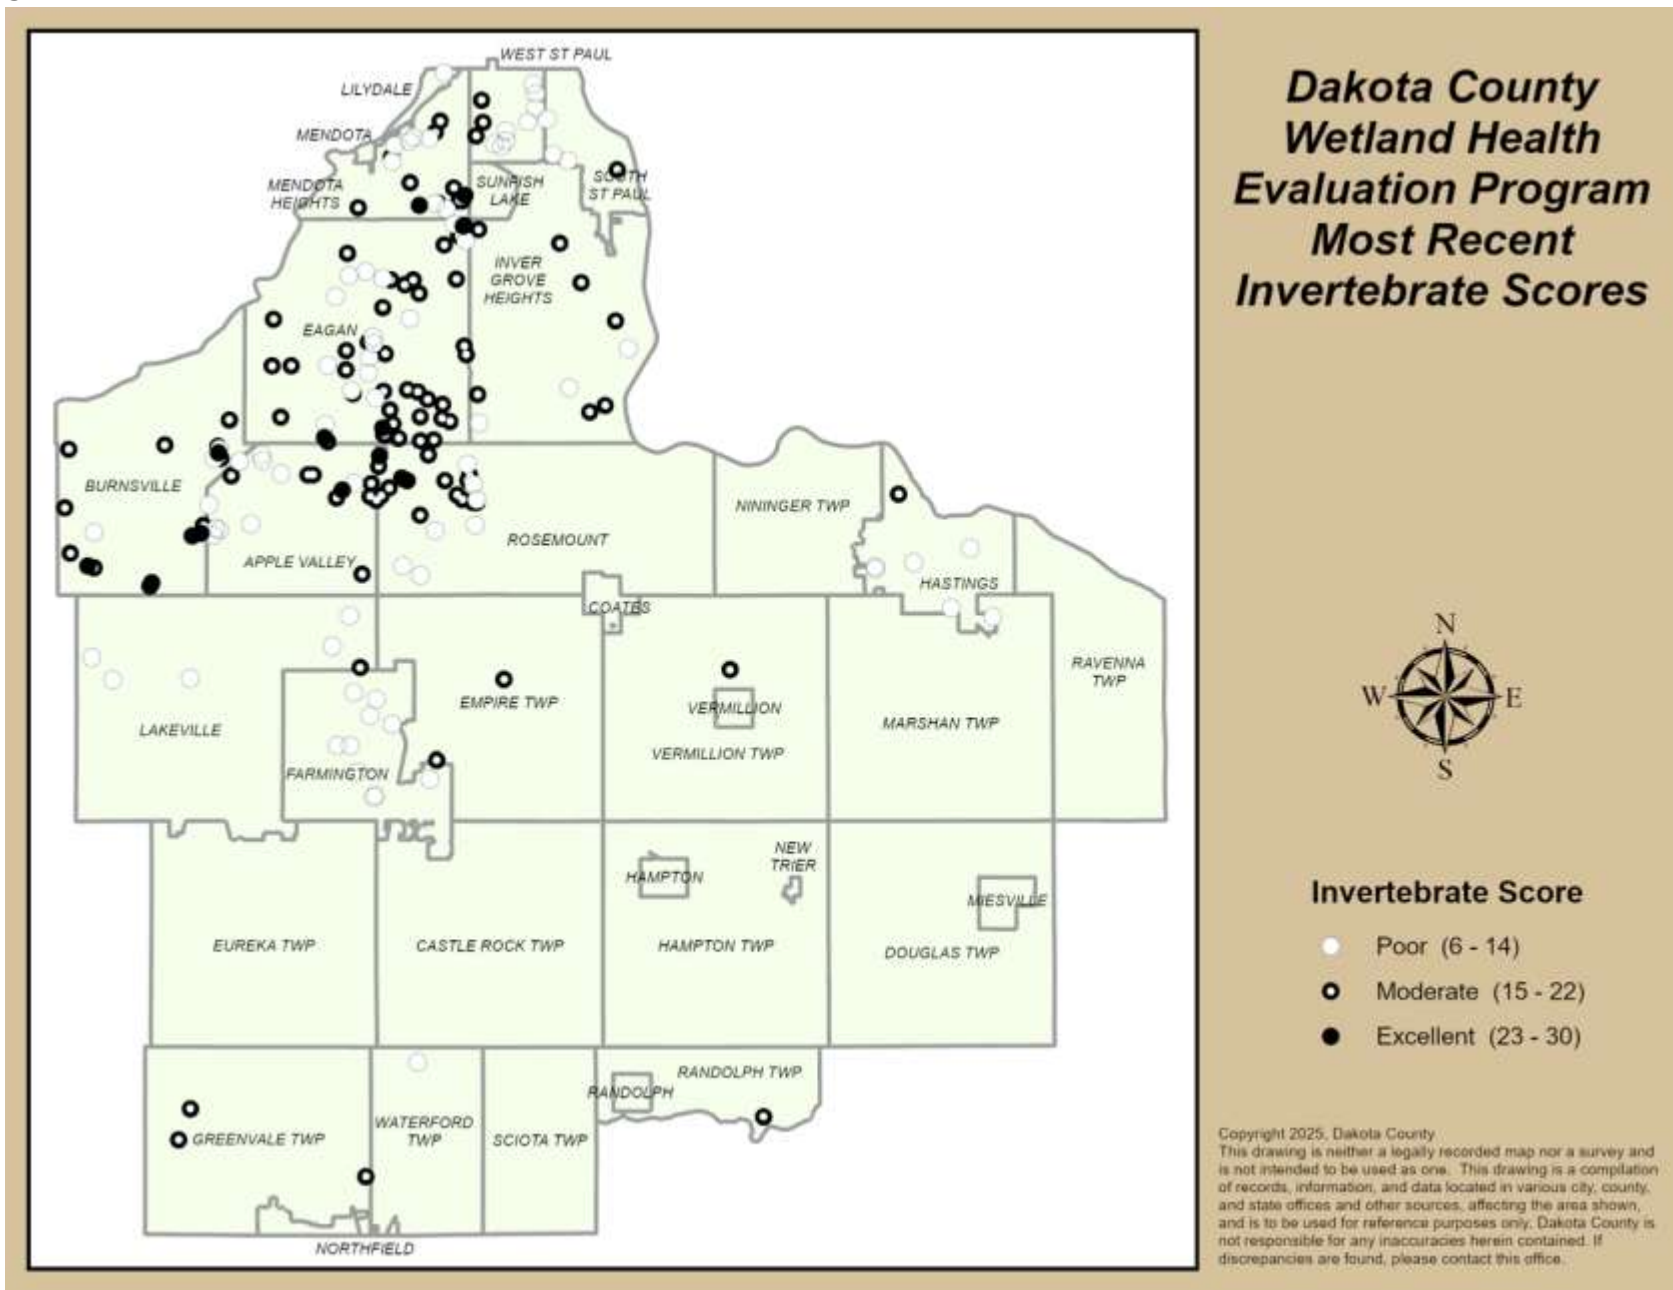 WEST ST PAUL
LILYDALE
MENDOTA
MENDOTA
HEIGHTS
SUNFISH
LAKE
SOUTH
ST PAUL
INVER
GROVE
HEIGHTS
EAGAN
BURNSVILLE
APPLE VALLEY
ROSEMOUNT
NININGER TWP
HASTINGS
COATES
RAVENNA
TWP
LAKEVILLE
EMPIRE TWP
VERMILLION
MARSHAN TWP
VERMILLION TWP
FARMINGTON
NEW
TRIER
HAMPTON
MIESVILLE
EUREKA TWP
CASTLE ROCK TWP
HAMPTON TWP
DOUGLAS TWP
RANDOLPH TWP
RANDOLPH
WATERFORD
TWP
GREENVALE TWP
SCIOTA TWP
NORTHFIELD
Dakota County
Wetland Health
Evaluation Program
Most Recent
Invertebrate Scores
N
W
E
S
Invertebrate Score
Poor (6 - 14)
Moderate (15 - 22)
Excellent (23 - 30)
Copyright 2025, Dakota County
This drawing is neither a legally recorded map nor a survey and
is not intended to be used as one. This drawing is a compilation
of records, information, and data located in various city, county,
and state offices and other sources, affecting the area shown,
and is to be used for reference purposes only. Dakota County is
not responsible for any inaccuracies herein contained. If
discrepancies are found, please contact this office.